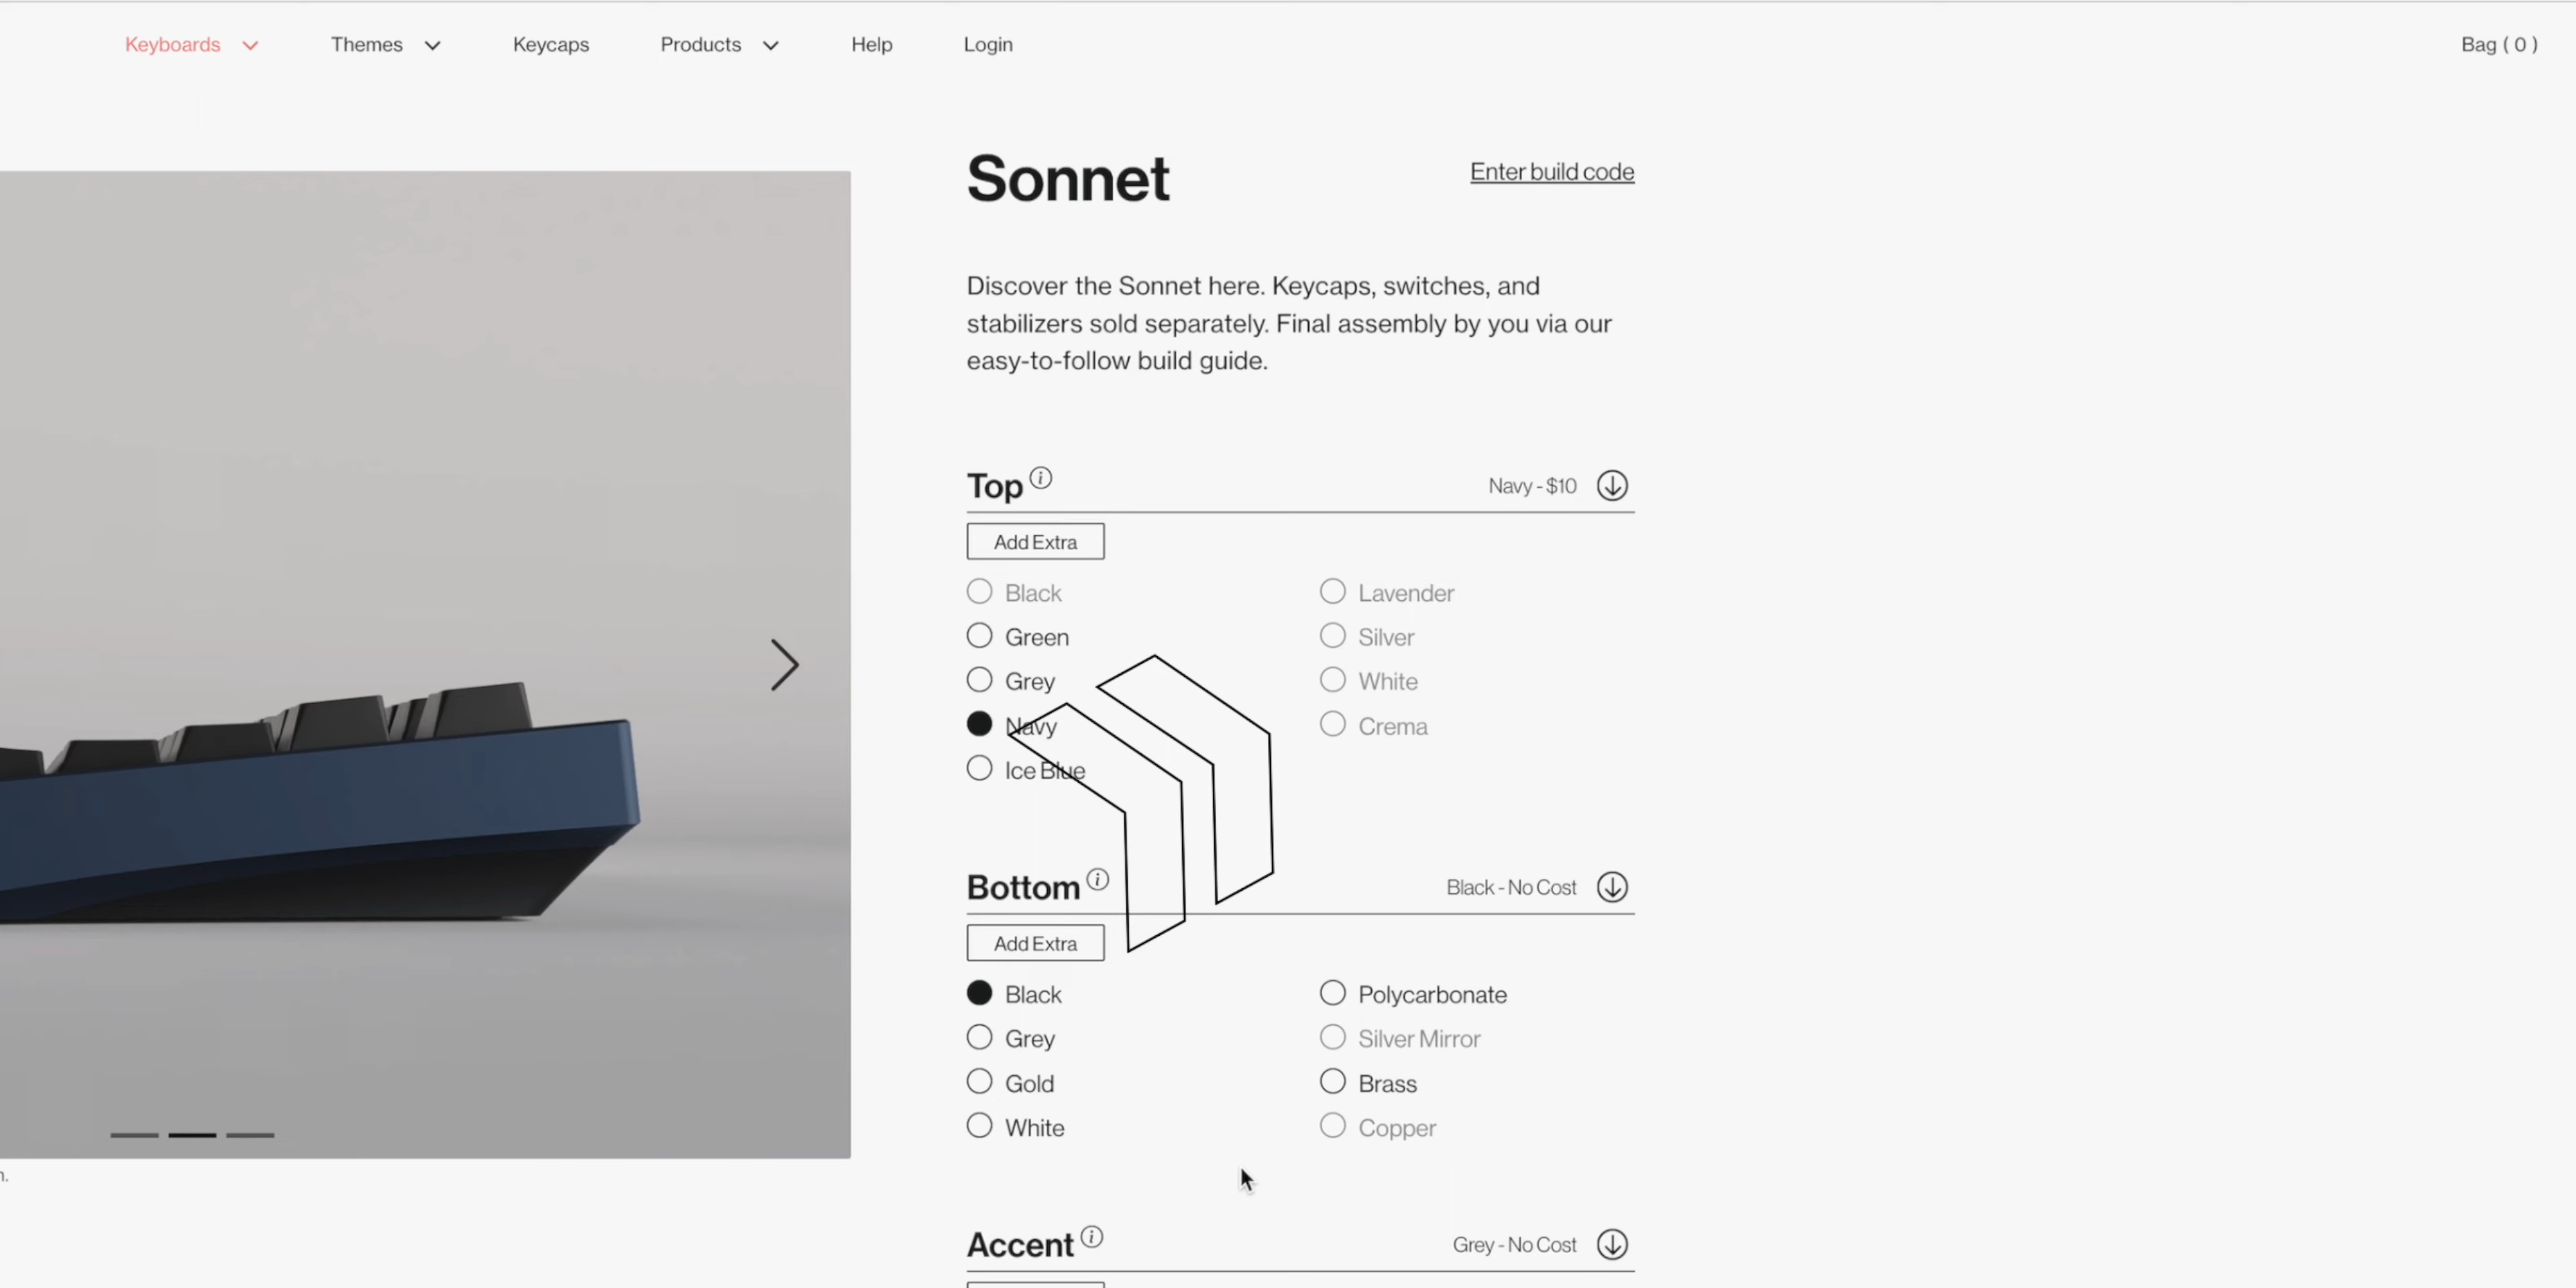 Keyboards Themes Keycaps Products Help Login Bag ( 0 )
Sonnet
Enter build code
Discover the Sonnet here. Keycaps, switches, and
stabilizers sold separately. Final assembly by you via our
easy-to-follow build guide.
Top Navy - $10
Add Extra
Black
Green
Grey
Navy
Ice Blue
Lavender
Silver
White
Crema
Bottom Black - No Cost
Add Extra
Black
Grey
Gold
White
Polycarbonate
Silver Mirror
Brass
Copper
Accent Grey - No Cost